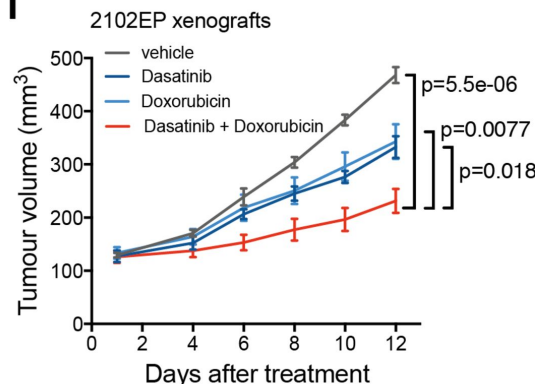 2102EP xenografts
vehicle
Dasatinib
Doxorubicin
Dasatinib + Doxorubicin
Tumour volume (mm³)
500
400
300
200
100
0
0 2 4 6 8 10 12
Days after treatment
p=5.5e-06
p=0.0077
p=0.018